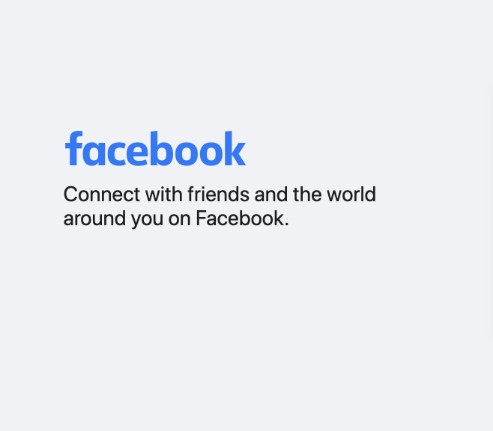 facebook
Connect with friends and the world
around you on Facebook.